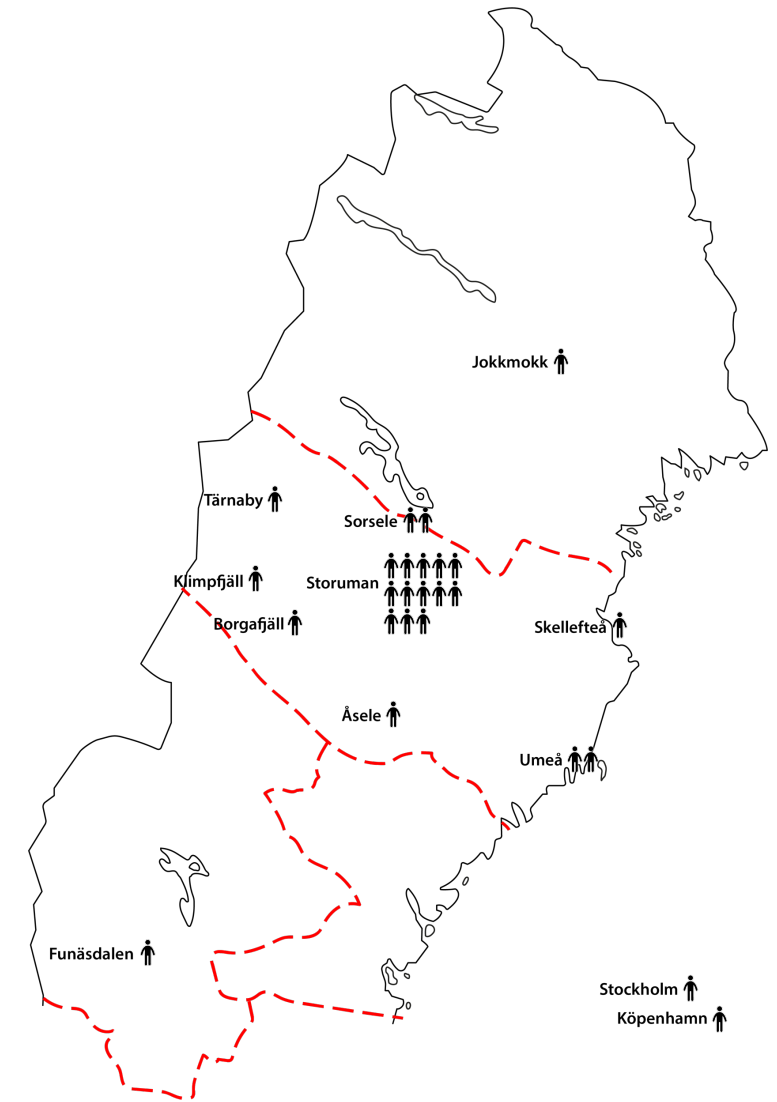 Jokkmokk
Tärnaby
Sorsele
Klimpfjäll
Storuman
Borgafjäll
Skellefteå
Åsele
Umeå
Funäsdalen
Stockholm
Köpenhamn